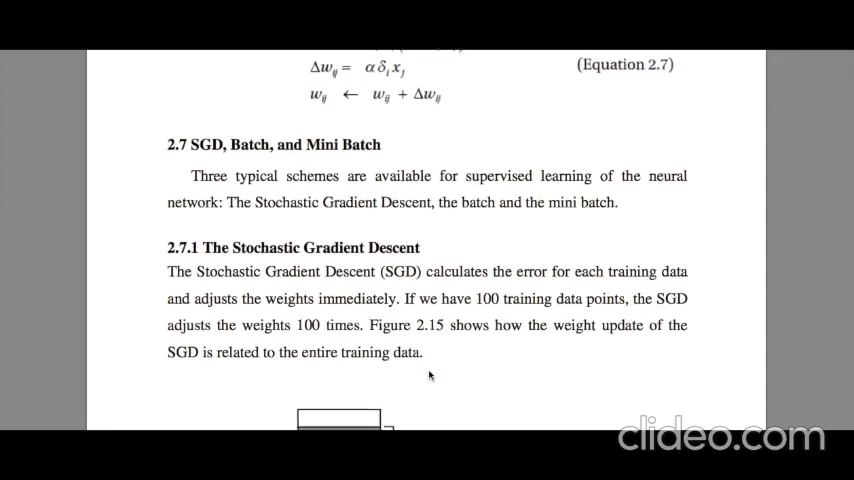 Δw_ij = α δ_i x_j
(Equation 2.7)
w_ij ← w_ij + Δw_ij
2.7 SGD, Batch, and Mini Batch
Three typical schemes are available for supervised learning of the neural
network: The Stochastic Gradient Descent, the batch and the mini batch.
2.7.1 The Stochastic Gradient Descent
The Stochastic Gradient Descent (SGD) calculates the error for each training data
and adjusts the weights immediately. If we have 100 training data points, the SGD
adjusts the weights 100 times. Figure 2.15 shows how the weight update of the
SGD is related to the entire training data.
clideo.com